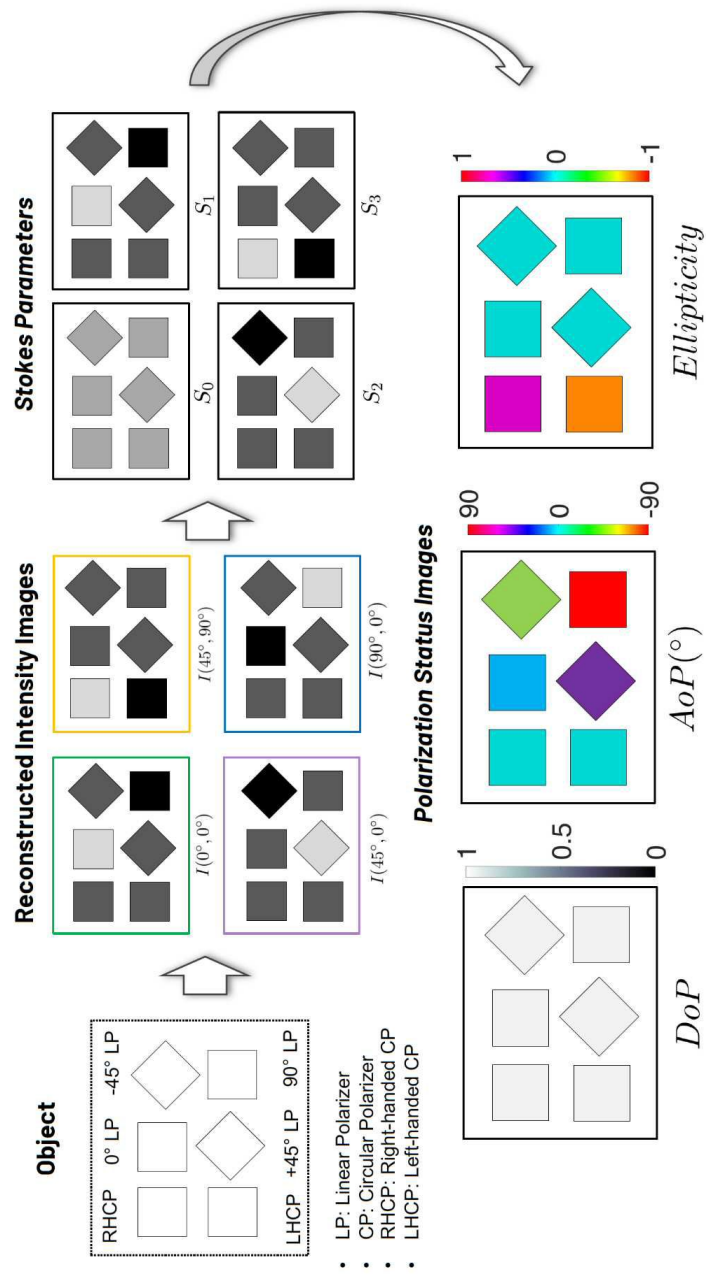 Object
RHCP 0° LP -45° LP
LHCP +45° LP 90° LP
• LP: Linear Polarizer
• CP: Circular Polarizer
• RHCP: Right-handed CP
• LHCP: Left-handed CP
Reconstructed Intensity Images
I(0°, 0°)
I(45°, 90°)
I(45°, 0°)
I(90°, 0°)
Stokes Parameters
S₀
S₁
S₂
S₃
Polarization Status Images
1
0.5
0
DoP
90
0
-90
AoP(°)
1
0
-1
Ellipticity